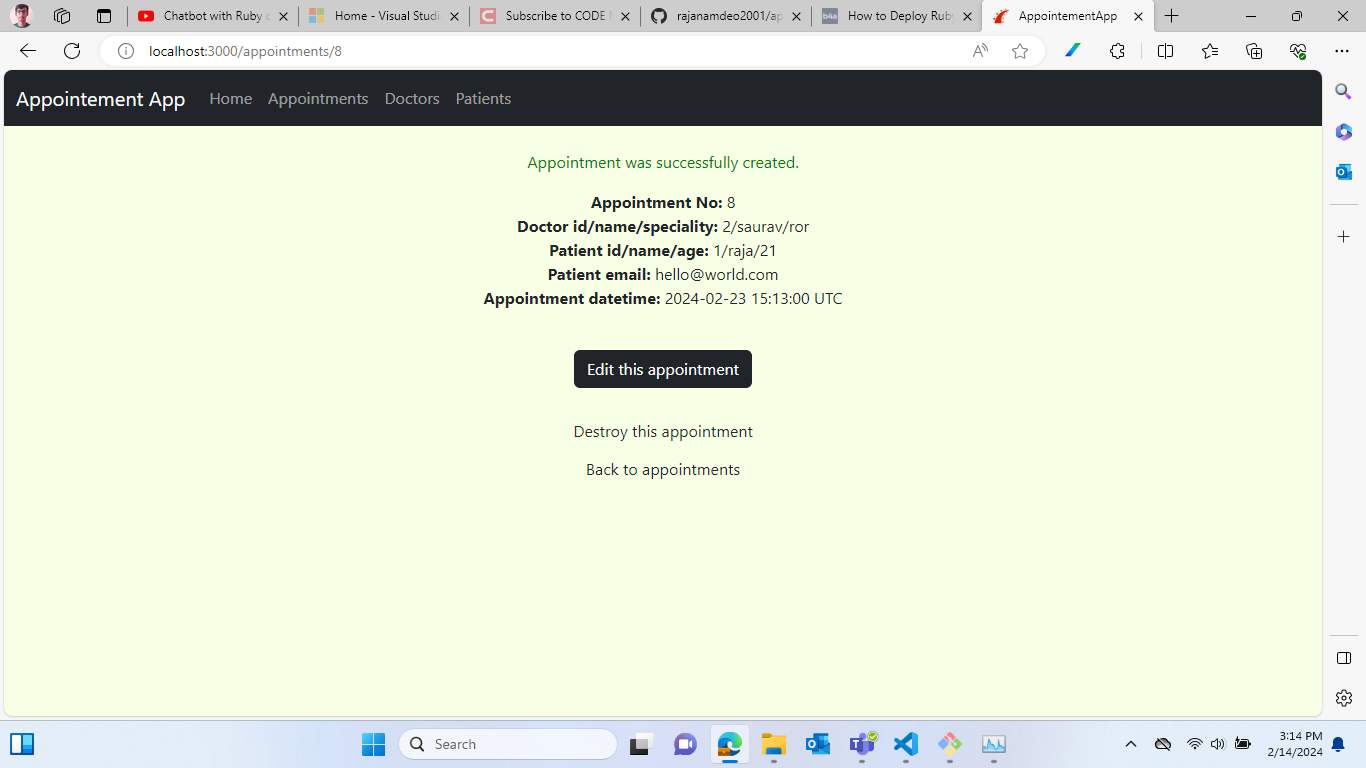 Chatbot with Ruby
Home - Visual Studi
Subscribe to CODE
rajanamdeo2001/ap
How to Deploy Ruby
AppointementApp
localhost:3000/appointments/8
Appointement App Home Appointments Doctors Patients
Appointment was successfully created.
Appointment No: 8
Doctor id/name/speciality: 2/saurav/ror
Patient id/name/age: 1/raja/21
Patient email: hello@world.com
Appointment datetime: 2024-02-23 15:13:00 UTC
Edit this appointment
Destroy this appointment
Back to appointments
Search
3:14 PM
2/14/2024